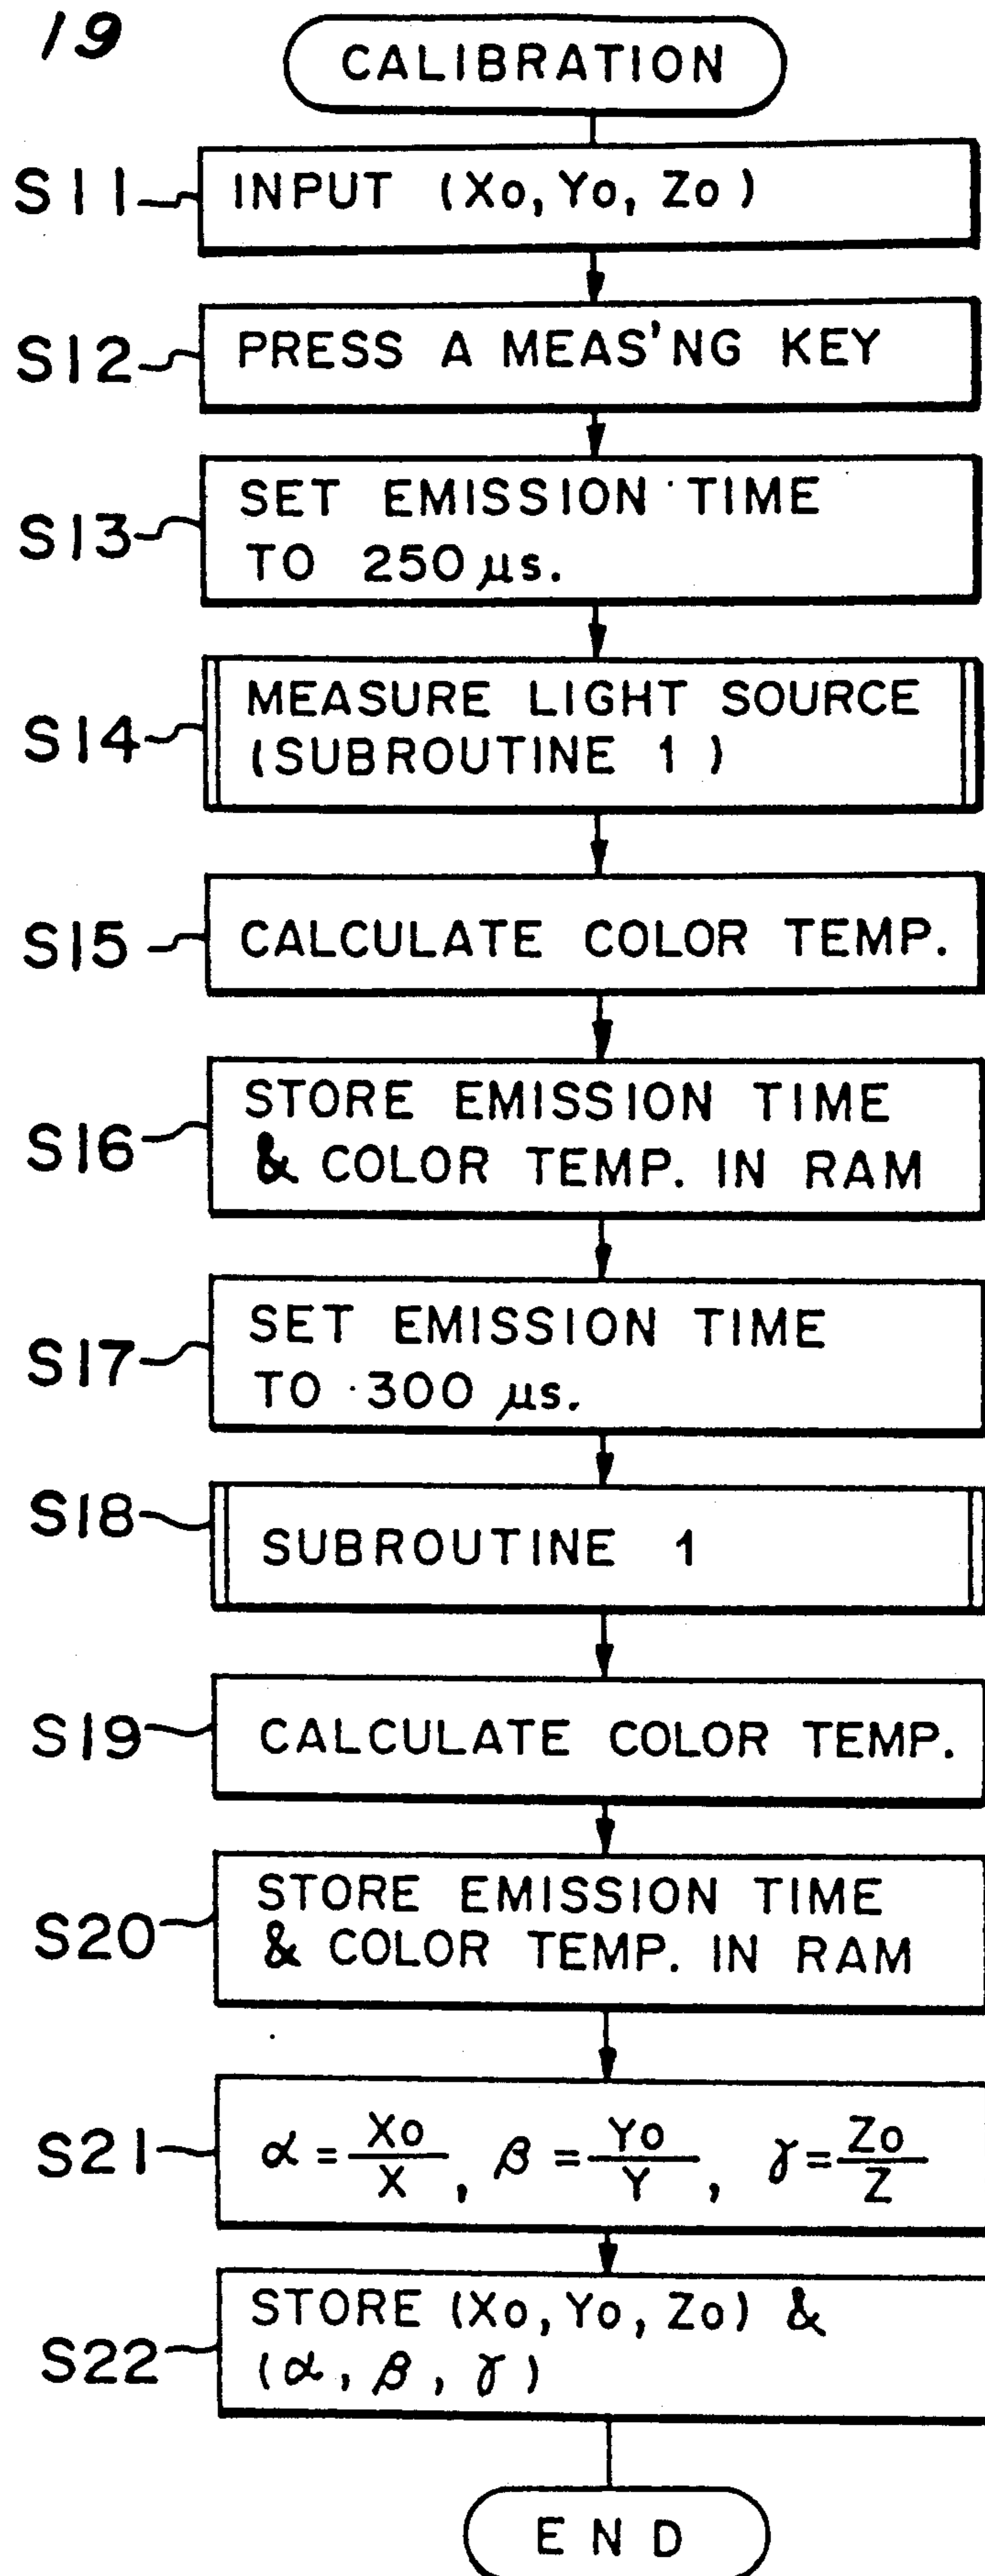 19
CALIBRATION
S11
INPUT (Xo, Yo, Zo)
S12
PRESS A MEAS'NG KEY
S13
SET EMISSION TIME
TO 250 μs.
S14
MEASURE LIGHT SOURCE
(SUBROUTINE 1)
S15
CALCULATE COLOR TEMP.
S16
STORE EMISSION TIME
& COLOR TEMP. IN RAM
S17
SET EMISSION TIME
TO 300 μs.
S18
SUBROUTINE 1
S19
CALCULATE COLOR TEMP.
S20
STORE EMISSION TIME
& COLOR TEMP. IN RAM
S21
α = Xo/X, β = Yo/Y, γ = Zo/Z
S22
STORE (Xo, Yo, Zo) &
(α, β, γ)
END